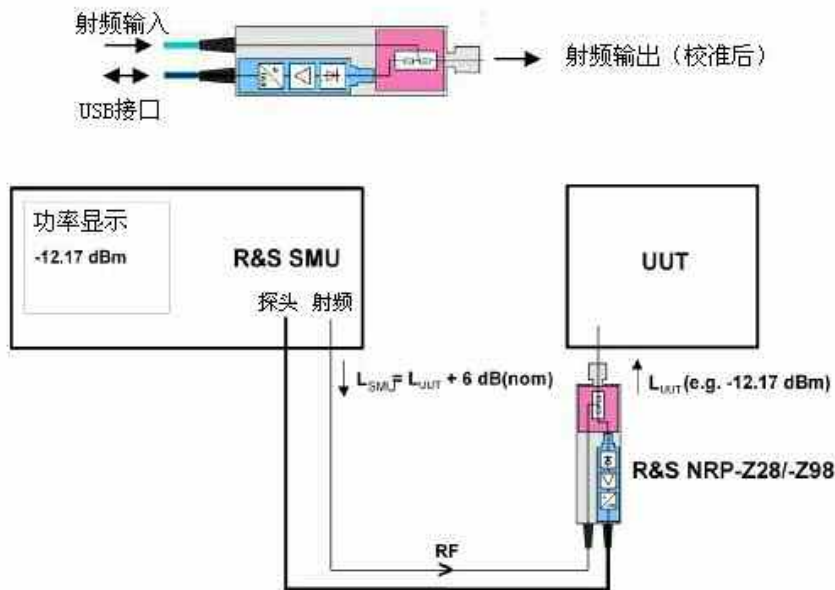 射频输入
射频输出（校准后）
USB接口
功率显示
-12.17 dBm
R&S SMU
探头 射频
UUT
L_SMU= L_UUT + 6 dB(nom)
L_UUT(e.g. -12.17 dBm)
R&S NRP-Z28/-Z98
RF